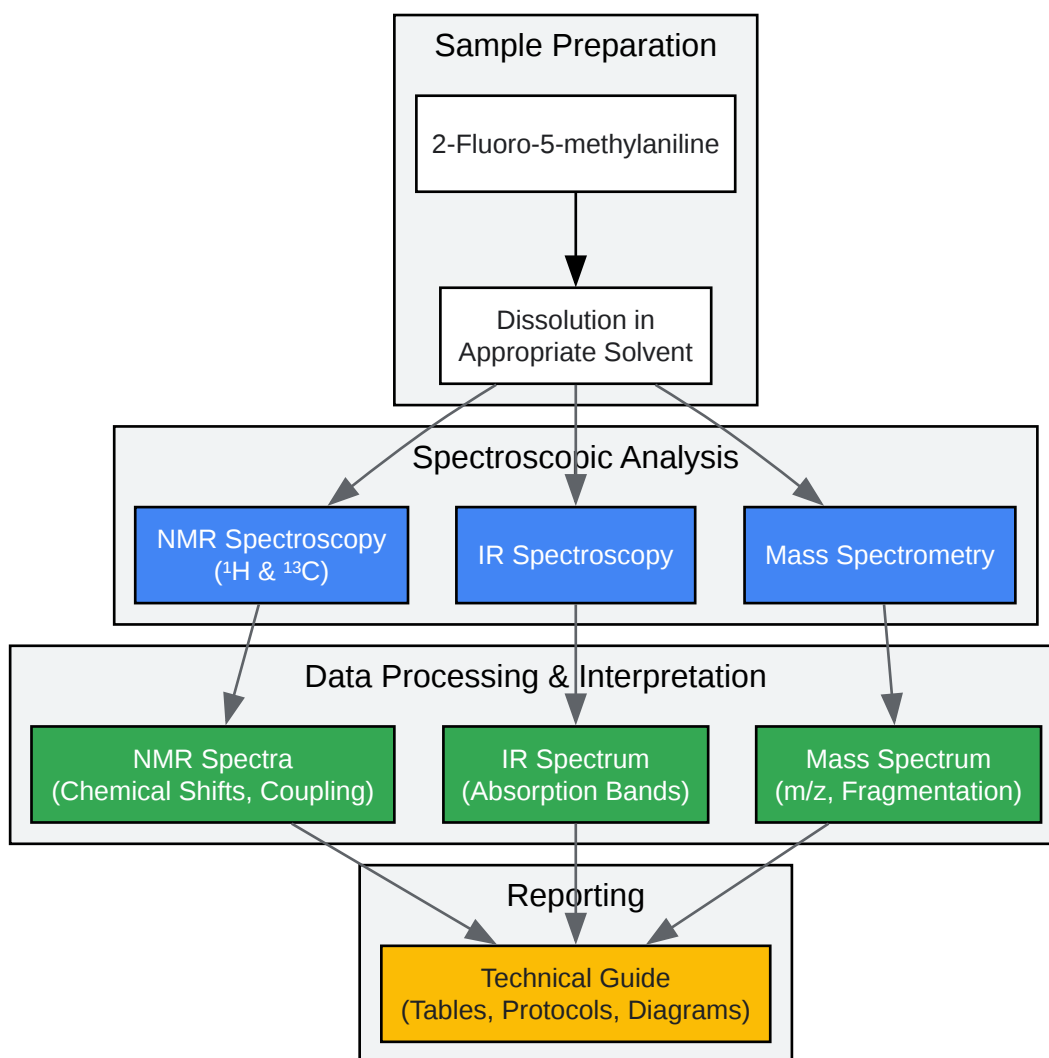 Sample Preparation
2-Fluoro-5-methylaniline
Dissolution in
Appropriate Solvent
Spectroscopic Analysis
NMR Spectroscopy
(¹H & ¹³C)
IR Spectroscopy
Mass Spectrometry
Data Processing & Interpretation
NMR Spectra
(Chemical Shifts, Coupling)
IR Spectrum
(Absorption Bands)
Mass Spectrum
(m/z, Fragmentation)
Reporting
Technical Guide
(Tables, Protocols, Diagrams)